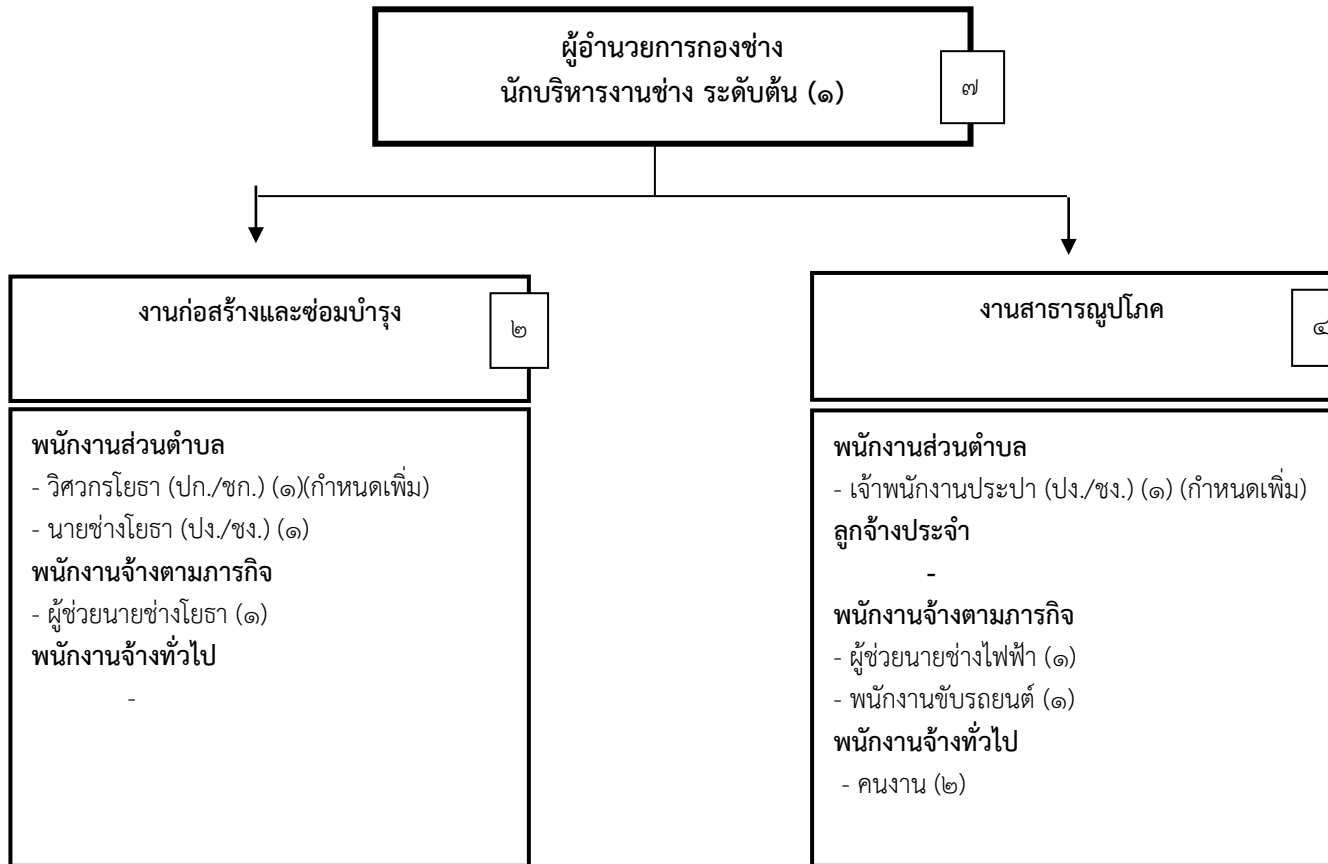 ผู้อำนวยการกองช่าง
นักบริหารงานช่าง ระดับต้น (๑)
๗
งานก่อสร้างและซ่อมบำรุง
๒
พนักงานส่วนตำบล
- วิศวกรโยธา (ปก./ชก.) (๑)(กำหนดเพิ่ม)
- นายช่างโยธา (ปง./ชง.) (๑)
พนักงานจ้างตามภารกิจ
- ผู้ช่วยนายช่างโยธา (๑)
พนักงานจ้างทั่วไป
-
งานสาธารณูปโภค
๔
พนักงานส่วนตำบล
- เจ้าพนักงานประปา (ปง./ชง.) (๑) (กำหนดเพิ่ม)
ลูกจ้างประจำ
-
พนักงานจ้างตามภารกิจ
- ผู้ช่วยนายช่างไฟฟ้า (๑)
- พนักงานขับรถยนต์ (๑)
พนักงานจ้างทั่วไป
- คนงาน (๒)